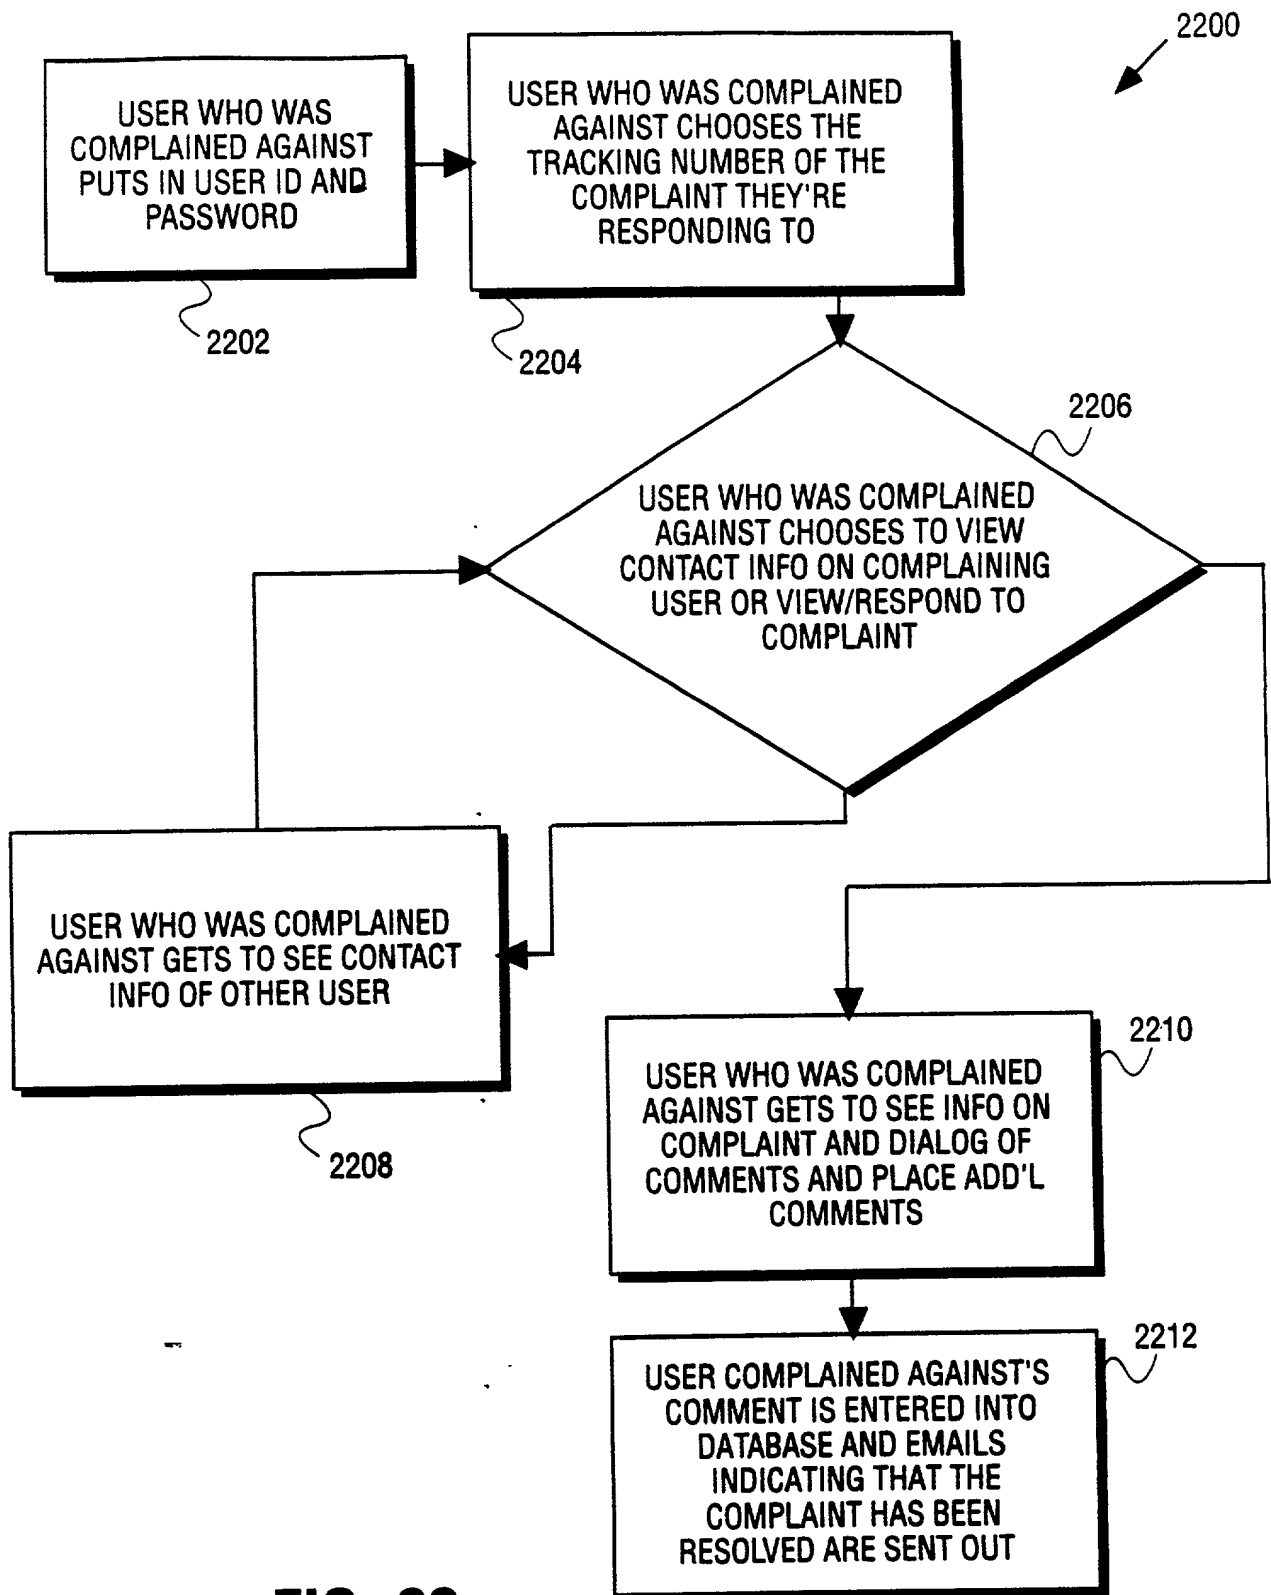 2200
USER WHO WAS
COMPLAINED AGAINST
PUTS IN USER ID AND
PASSWORD
2202
USER WHO WAS COMPLAINED
AGAINST CHOOSES THE
TRACKING NUMBER OF THE
COMPLAINT THEY'RE
RESPONDING TO
2204
2206
USER WHO WAS COMPLAINED
AGAINST CHOOSES TO VIEW
CONTACT INFO ON COMPLAINING
USER OR VIEW/RESPOND TO
COMPLAINT
USER WHO WAS COMPLAINED
AGAINST GETS TO SEE CONTACT
INFO OF OTHER USER
2208
2210
USER WHO WAS COMPLAINED
AGAINST GETS TO SEE INFO ON
COMPLAINT AND DIALOG OF
COMMENTS AND PLACE ADD'L
COMMENTS
2212
USER COMPLAINED AGAINST'S
COMMENT IS ENTERED INTO
DATABASE AND EMAILS
INDICATING THAT THE
COMPLAINT HAS BEEN
RESOLVED ARE SENT OUT